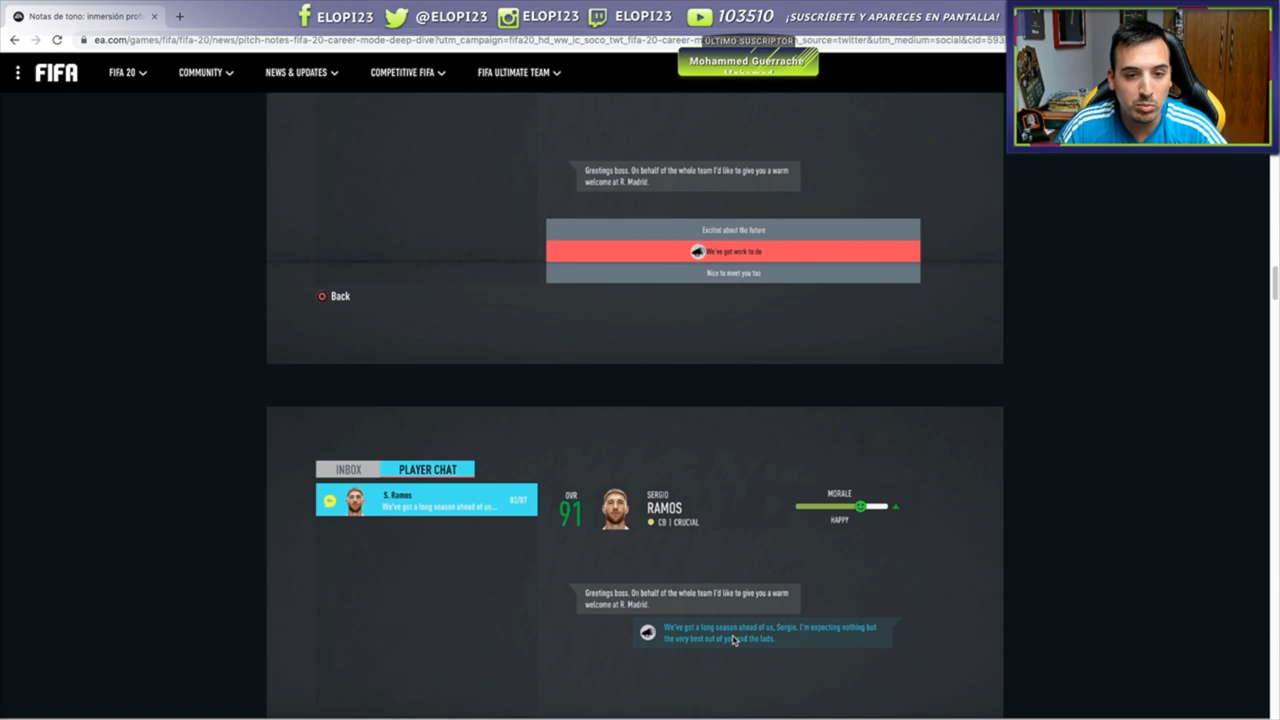 Notas de tono: inmersión prof
ELOPI23 @ELOPI23 ELOPI23 ELOPI23 103510 ¡SUSCRÍBETE Y APARECES EN PANTALLA!
ea.com/games/fifa/fifa-20/news/pitch-notes-fifa-20-career-mode-deep-dive?utm_campaign=fifa20_hd_ww_ic_soco_twt_fifa-20-career-m
_source=twitter&utm_medium=social&cid=593
ÚLTIMO SUSCRIPTOR
Mohammed Guerrache
FIFA FIFA 20 COMMUNITY NEWS & UPDATES COMPETITIVE FIFA FIFA ULTIMATE TEAM
Greetings boss. On behalf of the whole team I'd like to give you a warm
welcome at R. Madrid.
Excited about the future
We've got work to do
Nice to meet you too
Back
INBOX PLAYER CHAT
S. Ramos
We've got a long season ahead of us...
03/07
OVR
91
SERGIO
RAMOS
CB | CRUCIAL
MORALE
HAPPY
Greetings boss. On behalf of the whole team I'd like to give you a warm
welcome at R. Madrid.
We've got a long season ahead of us, Sergio. I'm expecting nothing but
the very best out of you and the lads.